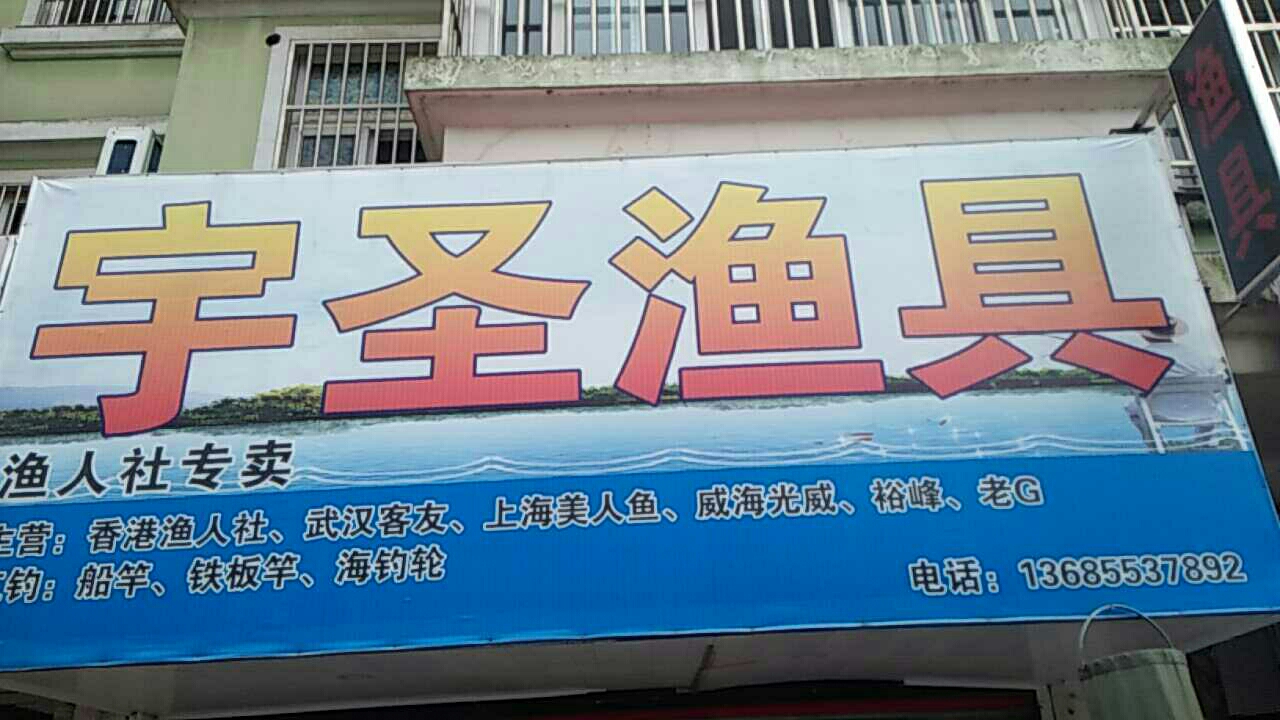 宇圣渔具
渔人社专卖
主营：香港渔人社、武汉客友、上海美人鱼、威海光威、裕峰、老G
钓：船竿、铁板竿、海钓轮
电话：13685537892
渔具